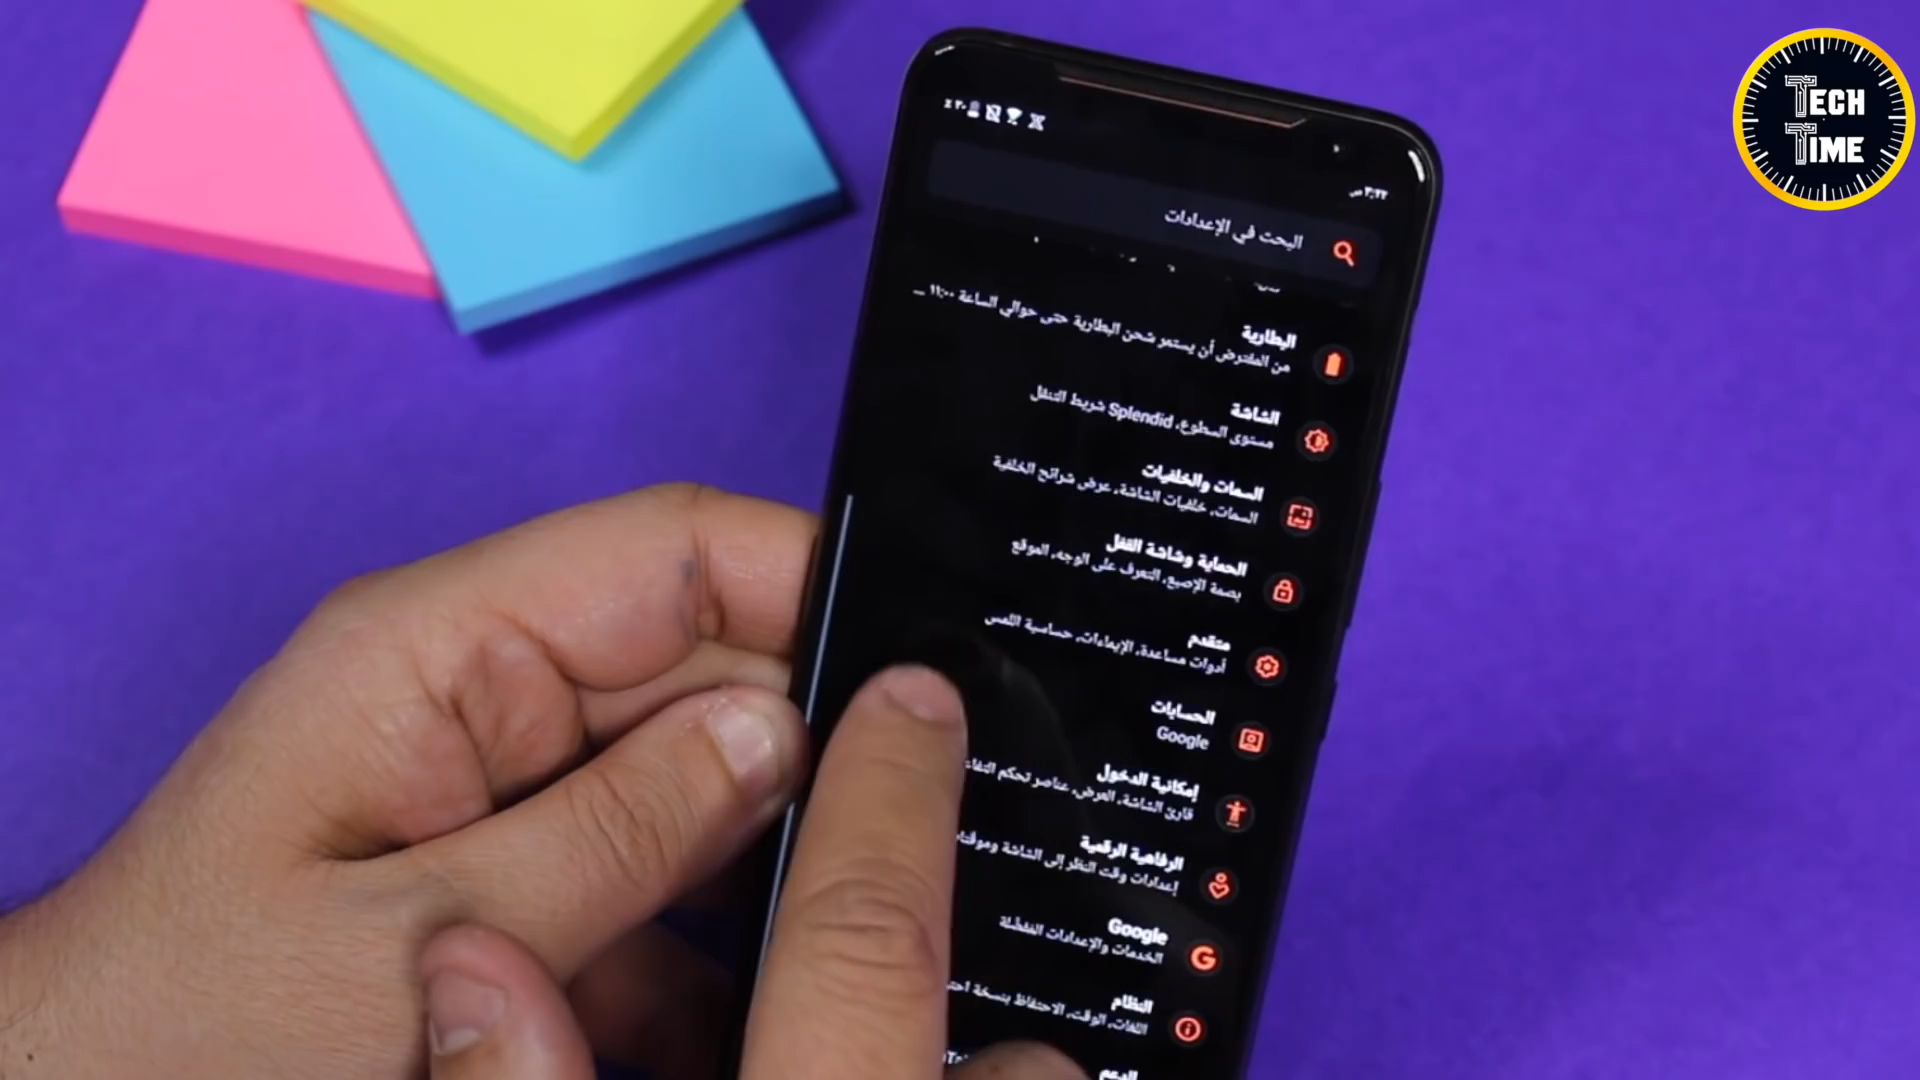 TECH
TIME
البحث في الإعدادات
البطارية
من المفترض أن يستمر شحن البطارية حتى حوالي الساعة ١١:٠٠
الشاشة
مستوى السطوع, Splendid شريط التنقل
السمات والخلفيات
السمات, خلفيات الشاشة, عرض شرائح الخلفية
الحماية وشاشة القفل
بصمة الإصبع, التعرف على الوجه, الموقع
متقدم
أدوات مساعدة, الإيماءات, حساسية اللمس
الحسابات
Google
إمكانية الدخول
قارئ الشاشة, العرض, عناصر تحكم
الرفاهية الرقمية
إعدادات وقت النظر إلى الشاشة
Google
الخدمات والإعدادات المفضلة
النظام
اللغات, الوقت, الاحتفاظ بنسخة
الدعم